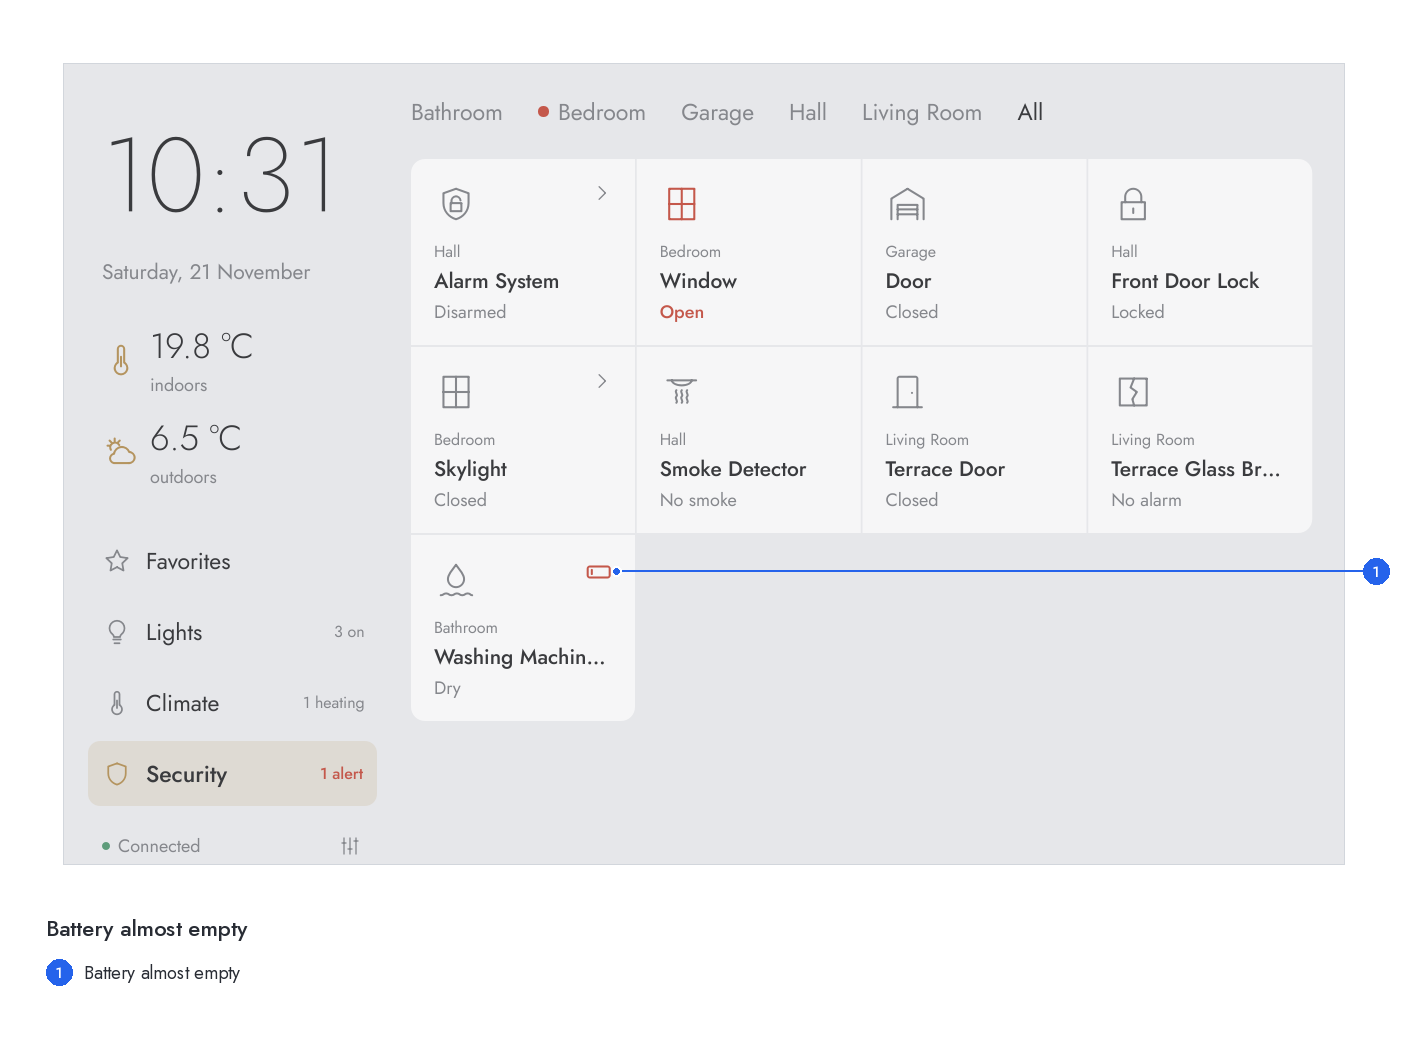 Bathroom Bedroom Garage Hall Living Room All
10:31
Saturday, 21 November
19.8 °C
indoors
6.5 °C
outdoors
Favorites
Lights 3 on
Climate 1 heating
Security 1 alert
Connected
Hall
Alarm System
Disarmed
Bedroom
Window
Open
Garage
Door
Closed
Hall
Front Door Lock
Locked
Bedroom
Skylight
Closed
Hall
Smoke Detector
No smoke
Living Room
Terrace Door
Closed
Living Room
Terrace Glass Br...
No alarm
Bathroom
Washing Machin...
Dry
1
Battery almost empty
1 Battery almost empty